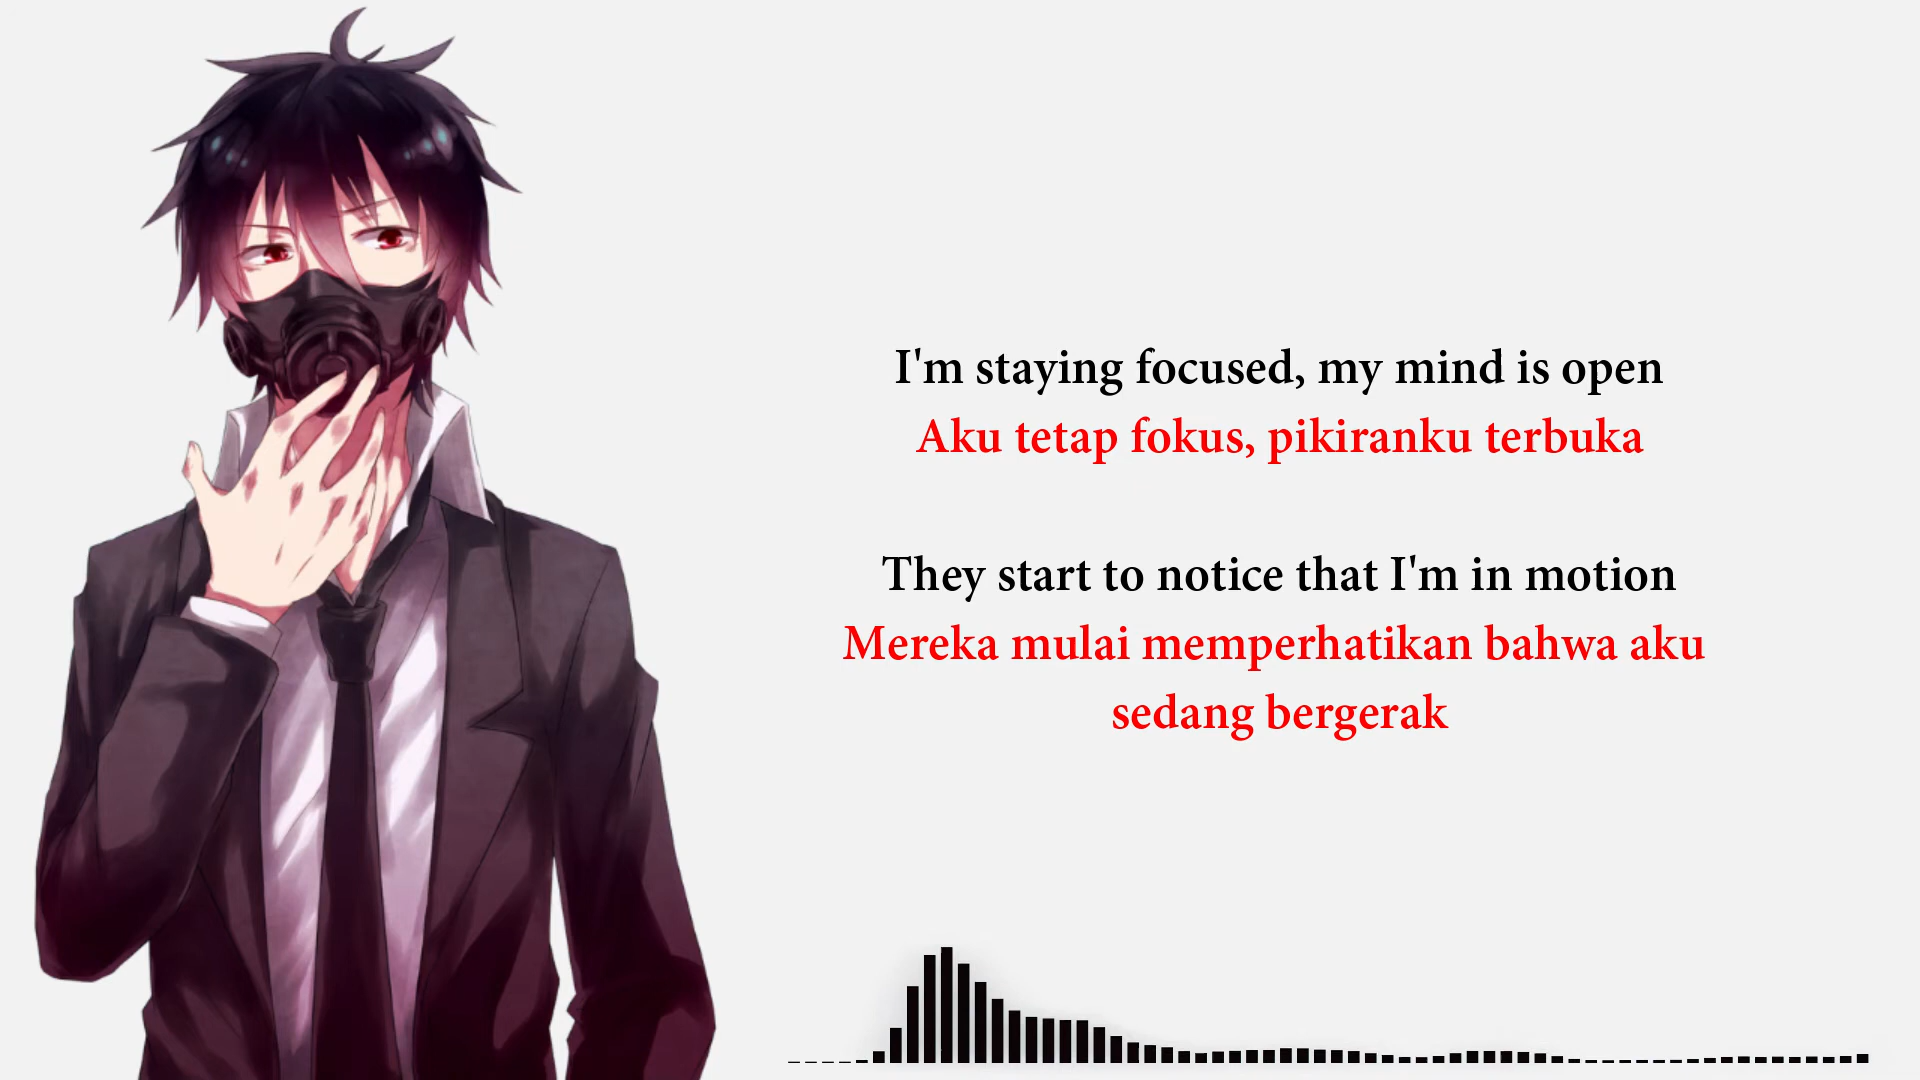 I'm staying focused, my mind is open
Aku tetap fokus, pikiranku terbuka
They start to notice that I'm in motion
Mereka mulai memperhatikan bahwa aku
sedang bergerak